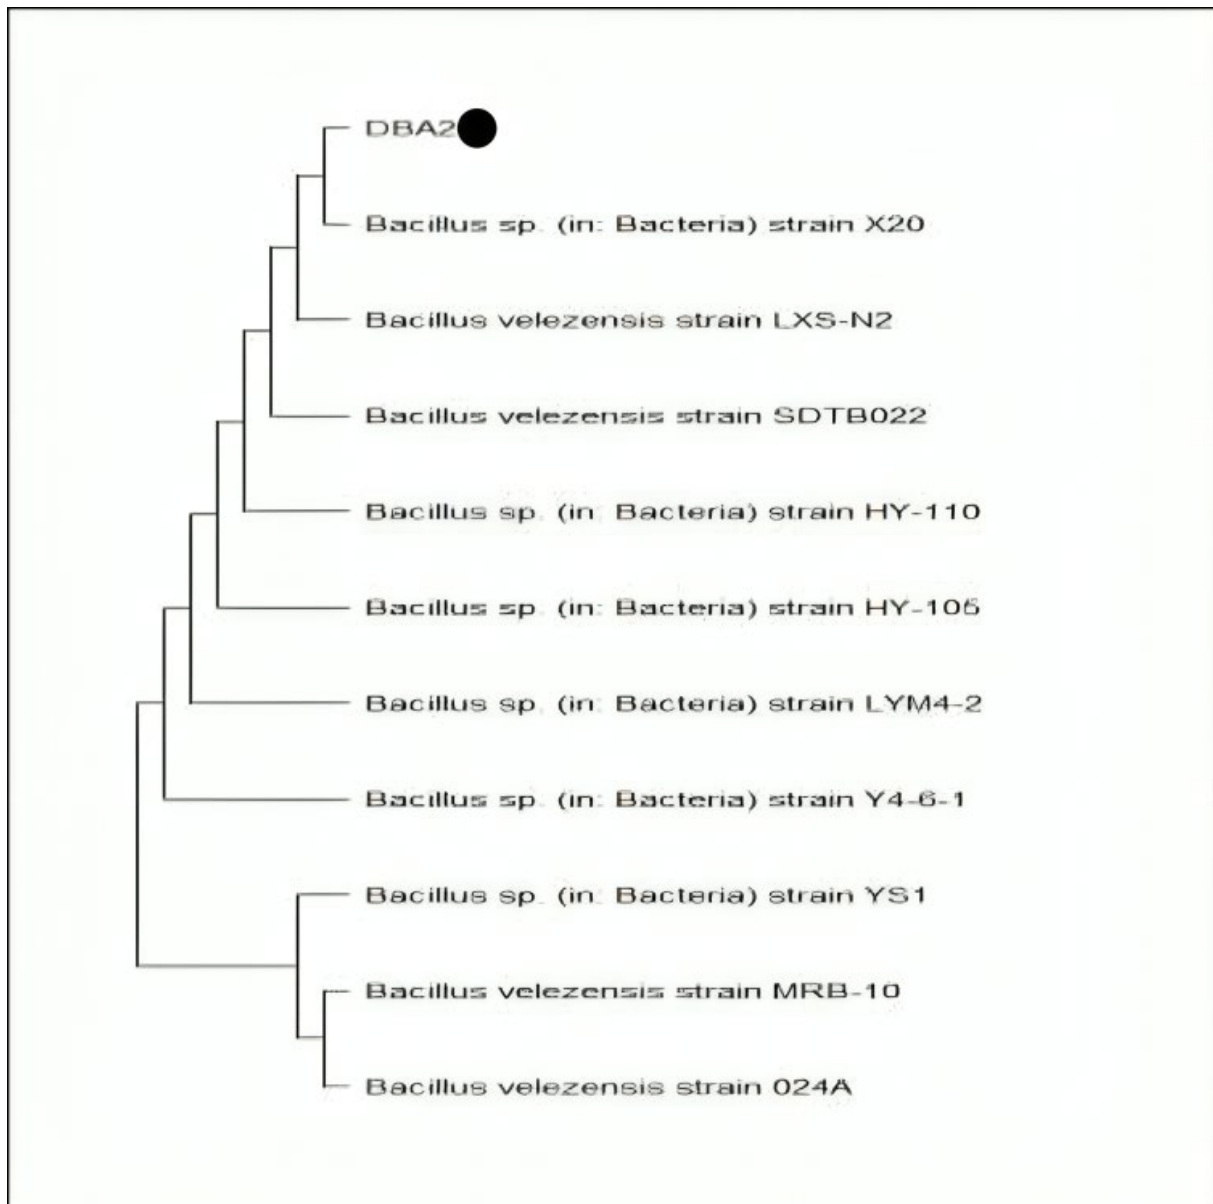 DBA2
Bacillus sp. (in: Bacteria) strain X20
Bacillus velezensis strain LXS-N2
Bacillus velezensis strain SDTB022
Bacillus sp. (in: Bacteria) strain HY-110
Bacillus sp. (in: Bacteria) strain HY-105
Bacillus sp. (in: Bacteria) strain LYM4-2
Bacillus sp. (in: Bacteria) strain Y4-6-1
Bacillus sp. (in: Bacteria) strain YS1
Bacillus velezensis strain MRB-10
Bacillus velezensis strain 024A